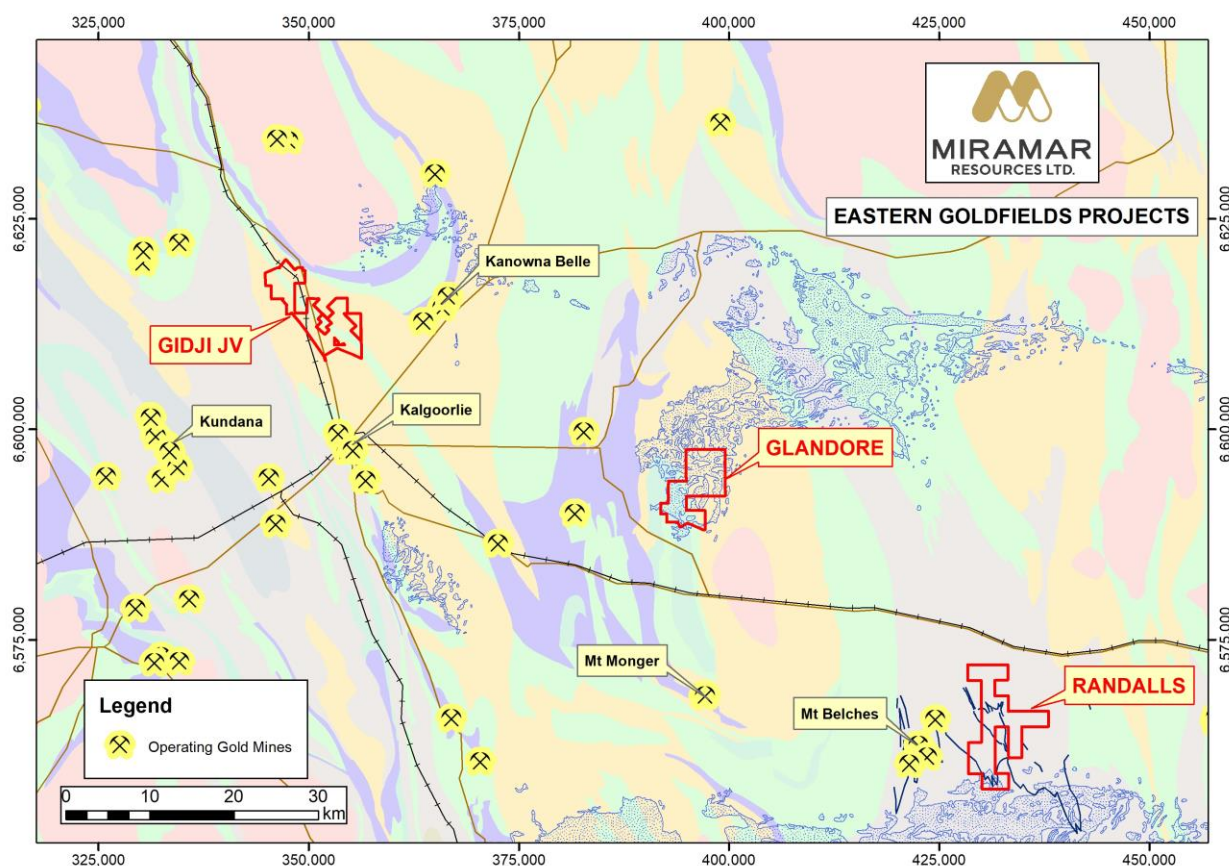 325,000 350,000 375,000 400,000 425,000 450,000
MIRAMAR
RESOURCES LTD.
EASTERN GOLDFIELDS PROJECTS
6,625,000 6,625,000
Kanowna Belle
GIDJI JV
Kalgoorlie
Kundana
GLANDORE
6,600,000 6,600,000
6,575,000 6,575,000
Mt Monger
RANDALLS
Mt Belches
Legend
Operating Gold Mines
0 10 20 30
km
325,000 350,000 375,000 400,000 425,000 450,000